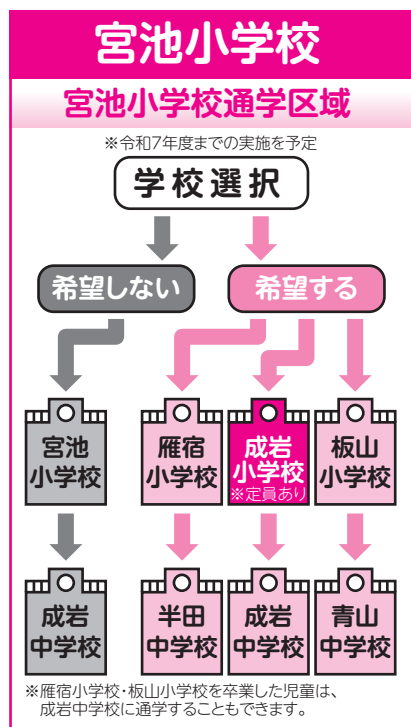 宮池小学校
宮池小学校通学区域
※令和7年度までの実施を予定
学校選択
希望しない
希望する
宮池
小学校
雁宿
小学校
成岩
小学校
※定員あり
板山
小学校
成岩
中学校
半田
中学校
成岩
中学校
青山
中学校
※雁宿小学校・板山小学校を卒業した児童は、
成岩中学校に通学することもできます。